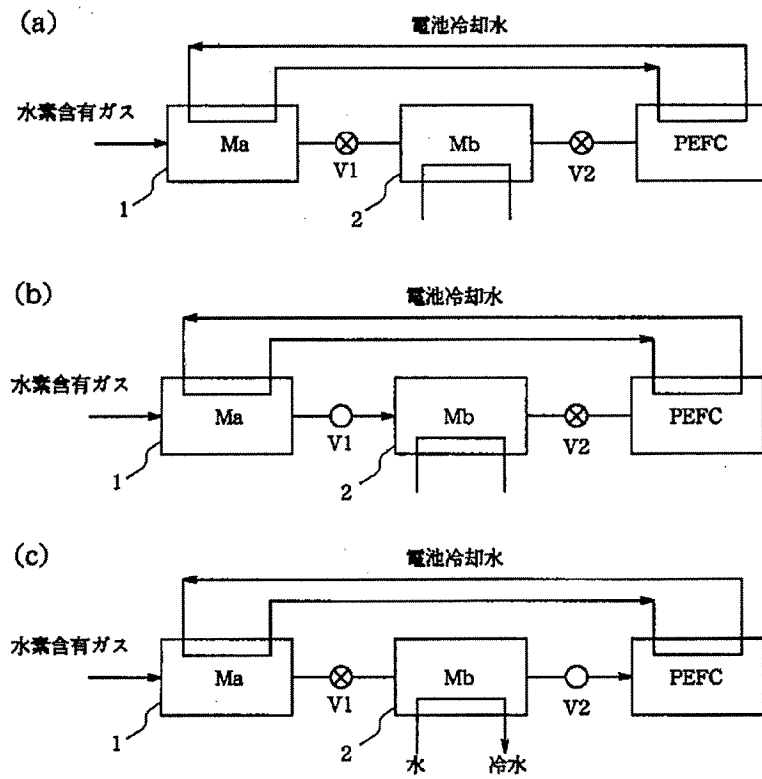 (a)
電池冷却水
水素含有ガス
Ma
V1
Mb
V2
PEFC
1
2
(b)
電池冷却水
水素含有ガス
Ma
V1
Mb
V2
PEFC
1
2
(c)
電池冷却水
水素含有ガス
Ma
V1
Mb
V2
PEFC
1
2
水
冷水